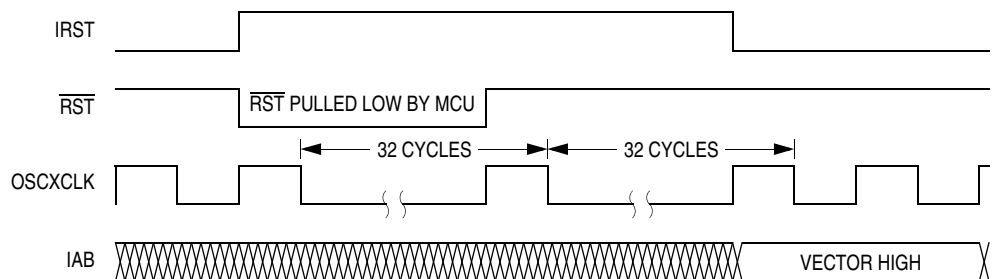 IRST
RST RST PULLED LOW BY MCU
32 CYCLES 32 CYCLES
OSCXCLK
IAB VECTOR HIGH